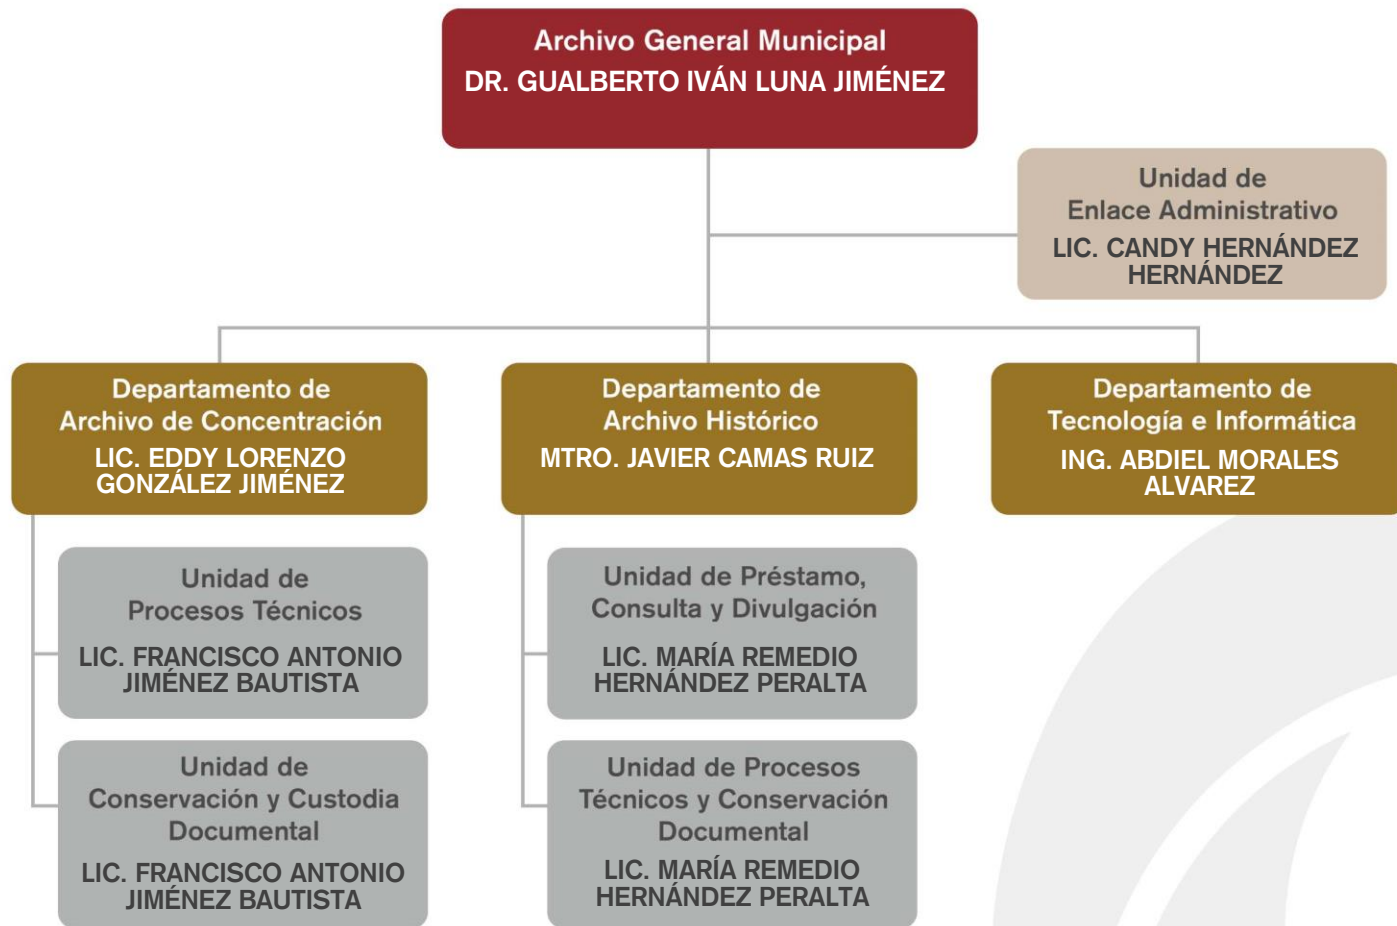 Archivo General Municipal
DR. GUALBERTO IVÁN LUNA JIMÉNEZ
Unidad de
Enlace Administrativo
LIC. CANDY HERNÁNDEZ
HERNÁNDEZ
Departamento de
Archivo de Concentración
LIC. EDDY LORENZO
GONZÁLEZ JIMÉNEZ
Departamento de
Archivo Histórico
MTRO. JAVIER CAMAS RUIZ
Departamento de
Tecnología e Informática
ING. ABDIEL MORALES
ALVAREZ
Unidad de
Procesos Técnicos
LIC. FRANCISCO ANTONIO
JIMÉNEZ BAUTISTA
Unidad de Préstamo,
Consulta y Divulgación
LIC. MARÍA REMEDIO
HERNÁNDEZ PERALTA
Unidad de
Conservación y Custodia
Documental
LIC. FRANCISCO ANTONIO
JIMÉNEZ BAUTISTA
Unidad de Procesos
Técnicos y Conservación
Documental
LIC. MARÍA REMEDIO
HERNÁNDEZ PERALTA